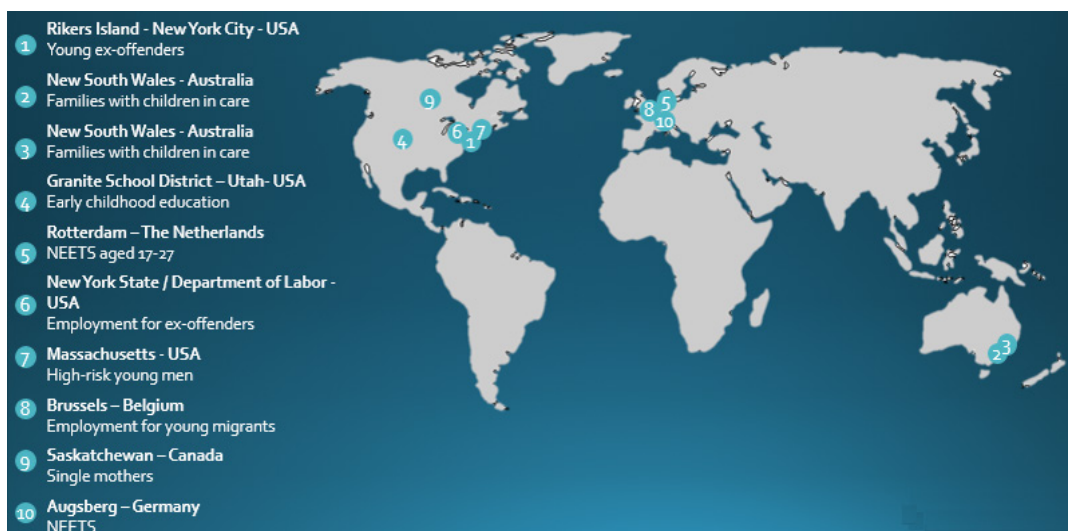 1
Rikers Island - New York City - USA
Young ex-offenders
2
New South Wales - Australia
Families with children in care
3
New South Wales - Australia
Families with children in care
4
Granite School District – Utah- USA
Early childhood education
5
Rotterdam – The Netherlands
NEETS aged 17-27
6
New York State / Department of Labor -
USA
Employment for ex-offenders
7
Massachusetts - USA
High-risk young men
8
Brussels – Belgium
Employment for young migrants
9
Saskatchewan – Canada
Single mothers
10
Augsberg – Germany
NEETS
9
4
6
7
1
8
5
10
3
2